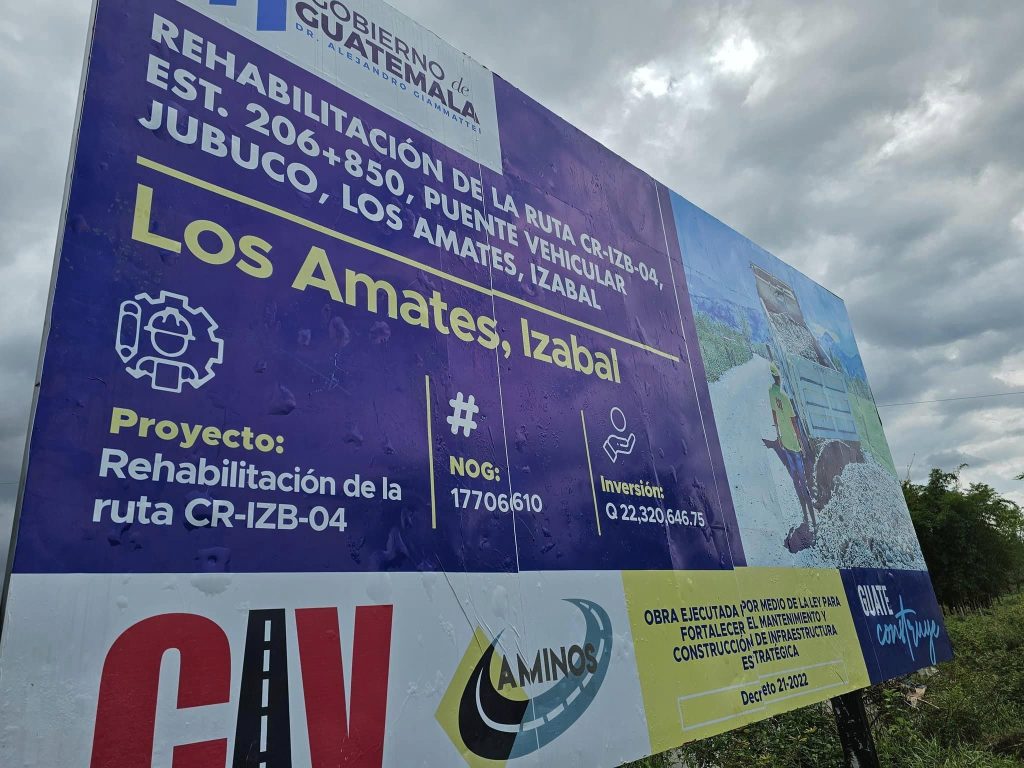 GOBIERNO de
GUATEMALA
DR. ALEJANDRO GIAMMATTEI
REHABILITACIÓN DE LA RUTA CR-IZB-04,
EST. 206+850, PUENTE VEHICULAR
JUBUCO, LOS AMATES, IZABAL
Los Amates, Izabal
Proyecto:
Rehabilitación de la
ruta CR-IZB-04
#
NOG:
17706610
Inversión:
Q 22,320,646.75
CIV
CAMINOS
OBRA EJECUTADA POR MEDIO DE LA LEY PARA
FORTALECER EL MANTENIMIENTO Y
CONSTRUCCIÓN DE INFRAESTRUCTURA
ESTRATÉGICA
Decreto 21-2022
GUATE
construye